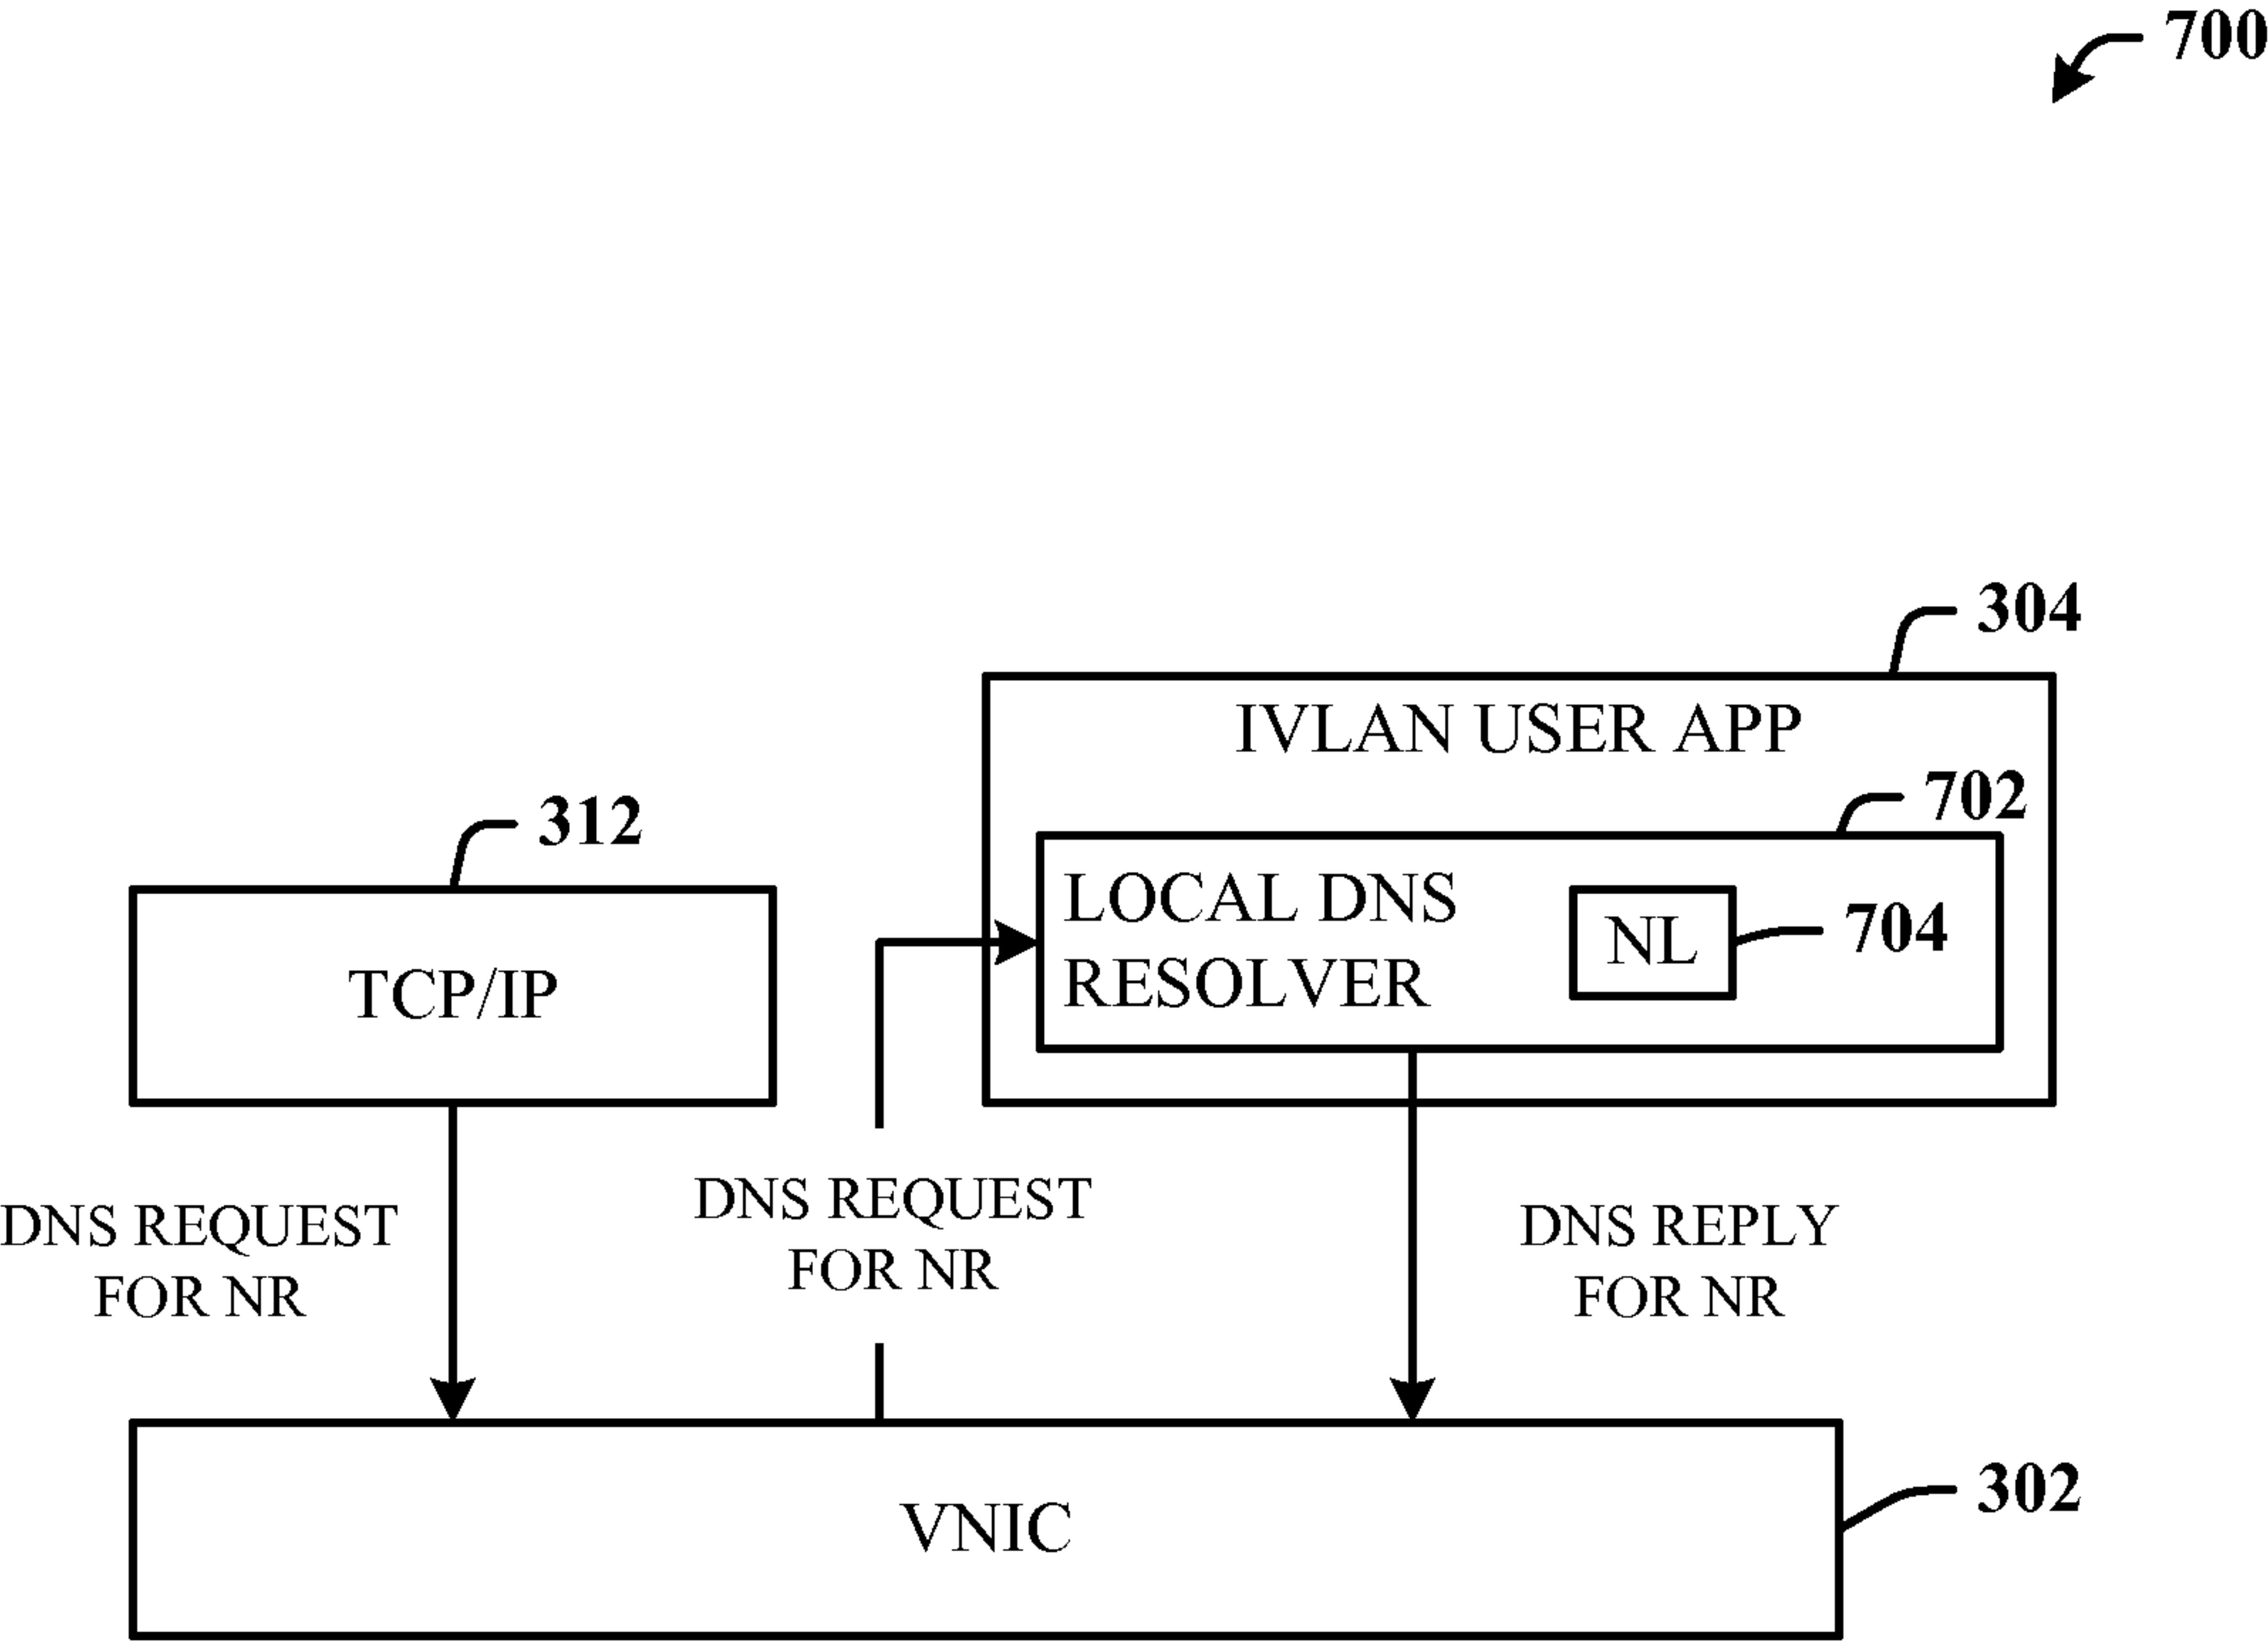 700
304
IVLAN USER APP
702
312
LOCAL DNS
RESOLVER
NL
704
TCP/IP
DNS REQUEST
FOR NR
DNS REQUEST
FOR NR
DNS REPLY
FOR NR
302
VNIC